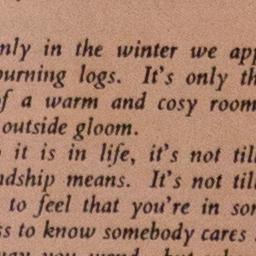 nly in the winter we app
burning logs. It's only th
f a warm and cosy room
outside gloom.
it is in life, it's not till
ndship means. It's not till
to feel that you're in som
ss to know somebody cares